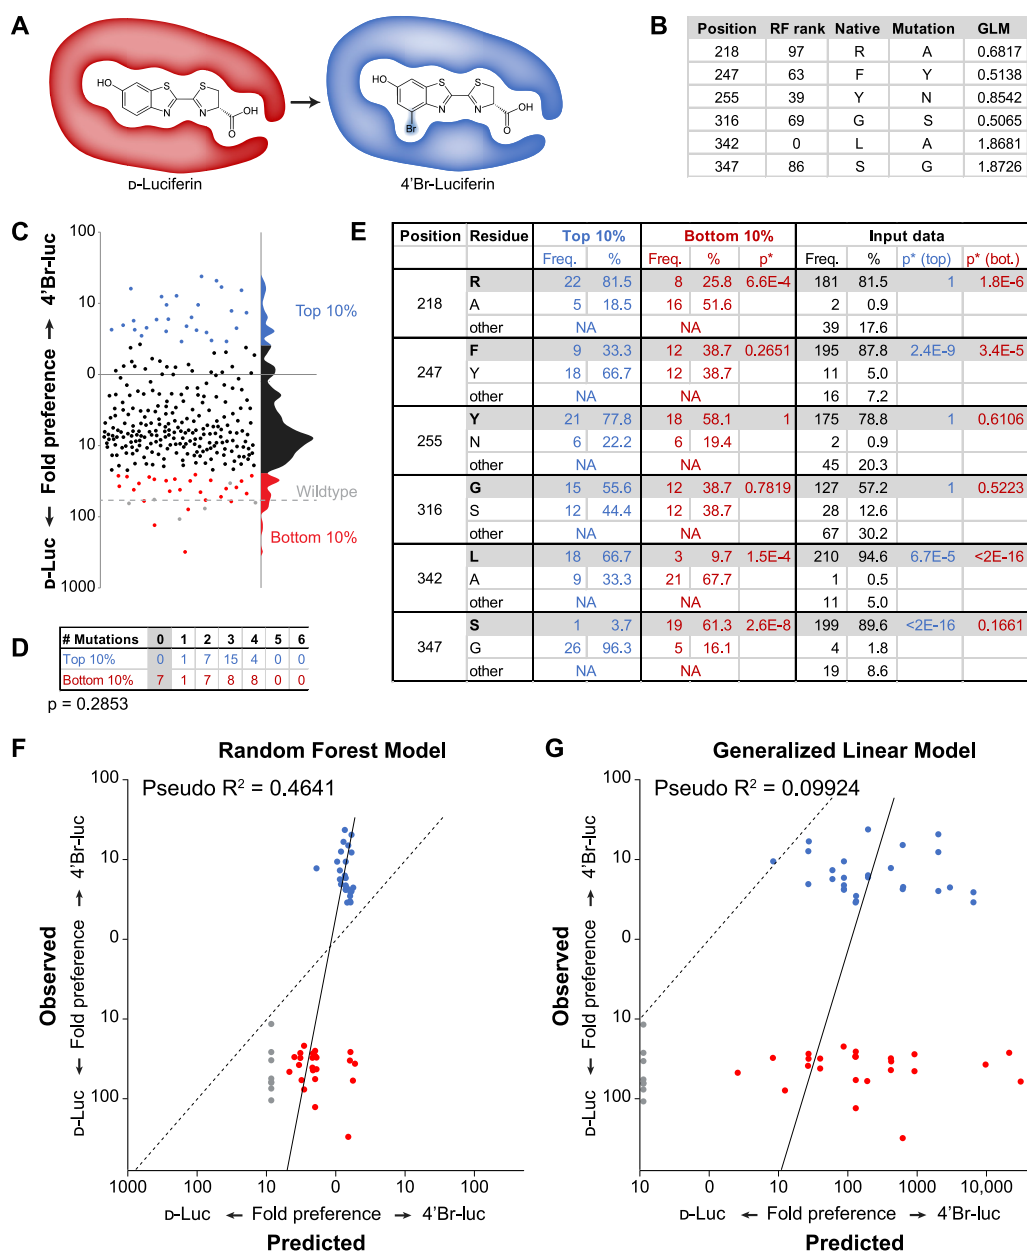 A
HO
S
N
S
N
OH
O
D-Luciferin
HO
S
N
S
N
OH
O
Br
4'Br-Luciferin
B
Position RF rank Native Mutation GLM
218 97 R A 0.6817
247 63 F Y 0.5138
255 39 Y N 0.8542
316 69 G S 0.5065
342 0 L A 1.8681
347 86 S G 1.8726
C
D-Luc ← Fold preference → 4'Br-luc
100
10
0
10
100
1000
Top 10%
Wildtype
Bottom 10%
D
# Mutations 0 1 2 3 4 5 6
Top 10% 0 1 7 15 4 0 0
Bottom 10% 7 1 7 8 8 0 0
p = 0.2853
E
Position Residue Top 10% Bottom 10% Input data
Freq. % Freq. % p* Freq. % p* (top) p* (bot.)
218 R 22 81.5 8 25.8 6.6E-4 181 81.5 1 1.8E-6
A 5 18.5 16 51.6 2 0.9
other NA NA 39 17.6
247 F 9 33.3 12 38.7 0.2651 195 87.8 2.4E-9 3.4E-5
Y 18 66.7 12 38.7 11 5.0
other NA NA 16 7.2
255 Y 21 77.8 18 58.1 1 175 78.8 1 0.6106
N 6 22.2 6 19.4 2 0.9
other NA NA 45 20.3
316 G 15 55.6 12 38.7 0.7819 127 57.2 1 0.5223
S 12 44.4 12 38.7 28 12.6
other NA NA 67 30.2
342 L 18 66.7 3 9.7 1.5E-4 210 94.6 6.7E-5 <2E-16
A 9 33.3 21 67.7 1 0.5
other NA NA 11 5.0
347 S 1 3.7 19 61.3 2.6E-8 199 89.6 <2E-16 0.1661
G 26 96.3 5 16.1 4 1.8
other NA NA 19 8.6
F
Random Forest Model
Pseudo R² = 0.4641
Observed
D-Luc ← Fold preference → 4'Br-luc
100
10
0
10
100
1000 100 10 0 10 100
D-Luc ← Fold preference → 4'Br-luc
Predicted
G
Generalized Linear Model
Pseudo R² = 0.09924
Observed
D-Luc ← Fold preference → 4'Br-luc
100
10
0
10
100
10 0 10 100 1000 10,000
D-Luc ← Fold preference → 4'Br-luc
Predicted